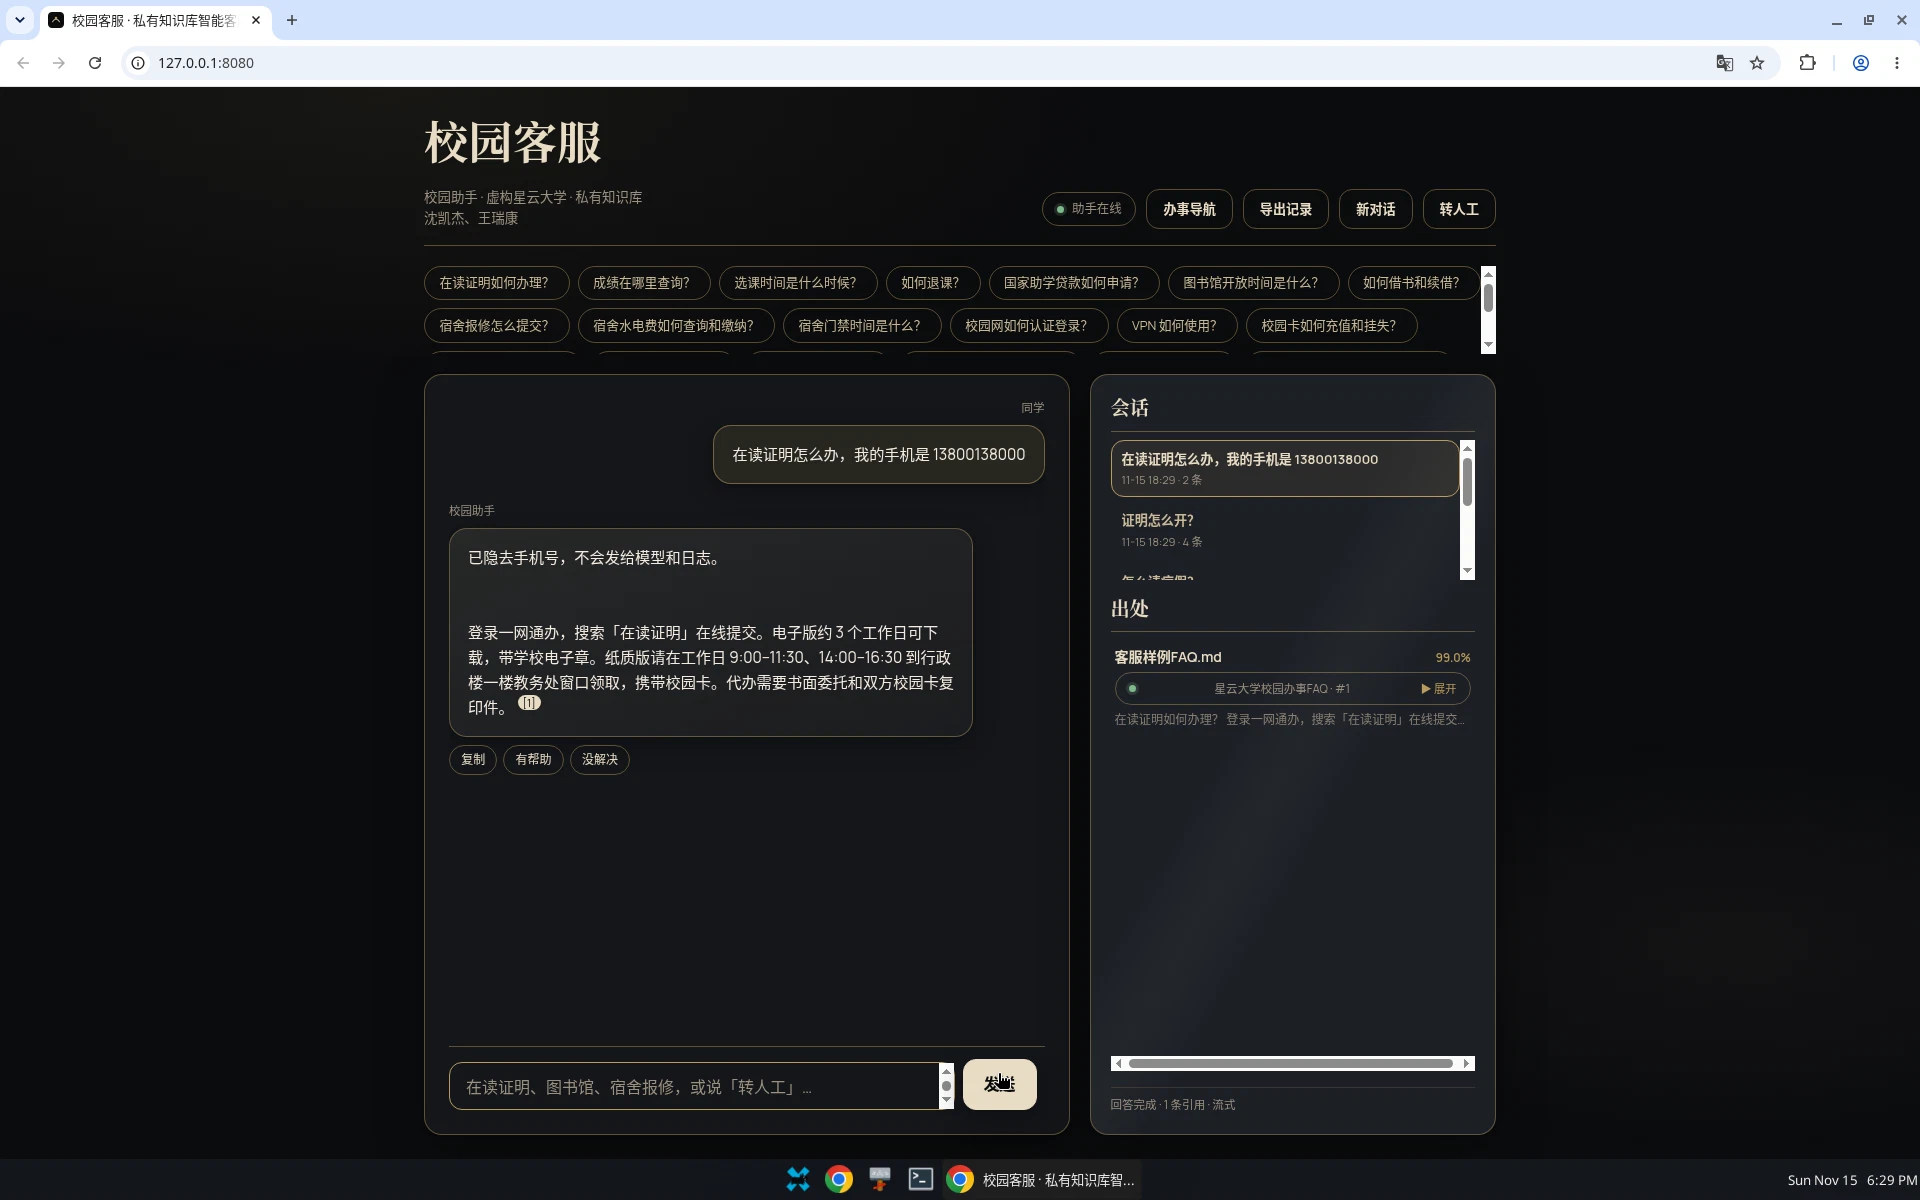 校园客服 · 私有知识库智能客
127.0.0.1:8080
校园客服
校园助手 · 虚构星云大学 · 私有知识库
沈凯杰、王瑞康
助手在线
办事导航
导出记录
新对话
转人工
在读证明如何办理？
成绩在哪里查询？
选课时间是什么时候？
如何退课？
国家助学贷款如何申请？
图书馆开放时间是什么？
如何借书和续借？
宿舍报修怎么提交？
宿舍水电费如何查询和缴纳？
宿舍门禁时间是什么？
校园网如何认证登录？
VPN 如何使用？
校园卡如何充值和挂失？
同学
在读证明怎么办，我的手机是 13800138000
校园助手
已隐去手机号，不会发给模型和日志。
登录一网通办，搜索「在读证明」在线提交。电子版约 3 个工作日可下
载，带学校电子章。纸质版请在工作日 9:00–11:30、14:00–16:30 到行政
楼一楼教务处窗口领取，携带校园卡。代办需要书面委托和双方校园卡复
印件。 [1]
复制
有帮助
没解决
在读证明、图书馆、宿舍报修，或说「转人工」…
发送
会话
在读证明怎么办，我的手机是 13800138000
11-15 18:29 · 2 条
证明怎么开？
11-15 18:29 · 4 条
怎么请病假？
出处
客服样例FAQ.md
99.0%
星云大学校园办事FAQ · #1
▶ 展开
在读证明如何办理？ 登录一网通办，搜索「在读证明」在线提交…
回答完成 · 1 条引用 · 流式
校园客服 · 私有知识库智...
Sun Nov 15 6:29 PM